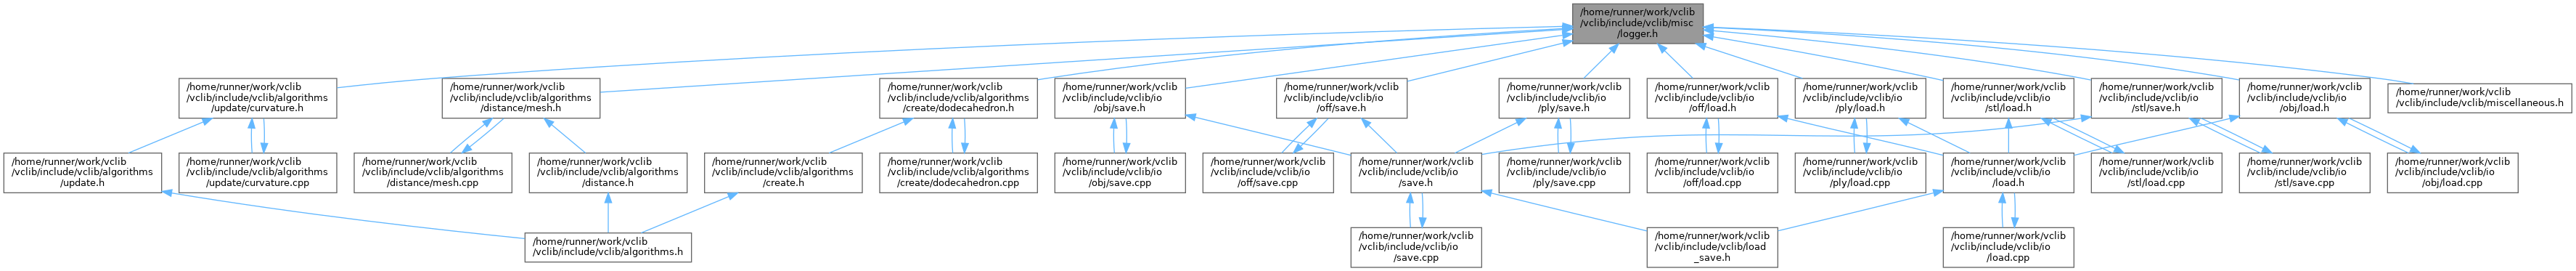 /home/runner/work/vclib
/vclib/include/vclib/misc
/logger.h
/home/runner/work/vclib
/vclib/include/vclib/algorithms
/update/curvature.h
/home/runner/work/vclib
/vclib/include/vclib/algorithms
/distance/mesh.h
/home/runner/work/vclib
/vclib/include/vclib/algorithms
/create/dodecahedron.h
/home/runner/work/vclib
/vclib/include/vclib/io
/obj/save.h
/home/runner/work/vclib
/vclib/include/vclib/io
/off/save.h
/home/runner/work/vclib
/vclib/include/vclib/io
/ply/save.h
/home/runner/work/vclib
/vclib/include/vclib/io
/off/load.h
/home/runner/work/vclib
/vclib/include/vclib/io
/ply/load.h
/home/runner/work/vclib
/vclib/include/vclib/io
/stl/load.h
/home/runner/work/vclib
/vclib/include/vclib/io
/stl/save.h
/home/runner/work/vclib
/vclib/include/vclib/io
/obj/load.h
/home/runner/work/vclib
/vclib/include/vclib/miscellaneous.h
/home/runner/work/vclib
/vclib/include/vclib/algorithms
/update.h
/home/runner/work/vclib
/vclib/include/vclib/algorithms
/update/curvature.cpp
/home/runner/work/vclib
/vclib/include/vclib/algorithms
/distance/mesh.cpp
/home/runner/work/vclib
/vclib/include/vclib/algorithms
/distance.h
/home/runner/work/vclib
/vclib/include/vclib/algorithms
/create.h
/home/runner/work/vclib
/vclib/include/vclib/algorithms
/create/dodecahedron.cpp
/home/runner/work/vclib
/vclib/include/vclib/io
/obj/save.cpp
/home/runner/work/vclib
/vclib/include/vclib/io
/off/save.cpp
/home/runner/work/vclib
/vclib/include/vclib/io
/save.h
/home/runner/work/vclib
/vclib/include/vclib/io
/ply/save.cpp
/home/runner/work/vclib
/vclib/include/vclib/io
/off/load.cpp
/home/runner/work/vclib
/vclib/include/vclib/io
/ply/load.cpp
/home/runner/work/vclib
/vclib/include/vclib/io
/load.h
/home/runner/work/vclib
/vclib/include/vclib/io
/stl/load.cpp
/home/runner/work/vclib
/vclib/include/vclib/io
/stl/save.cpp
/home/runner/work/vclib
/vclib/include/vclib/io
/obj/load.cpp
/home/runner/work/vclib
/vclib/include/vclib/algorithms.h
/home/runner/work/vclib
/vclib/include/vclib/io
/save.cpp
/home/runner/work/vclib
/vclib/include/vclib/load
_save.h
/home/runner/work/vclib
/vclib/include/vclib/io
/load.cpp